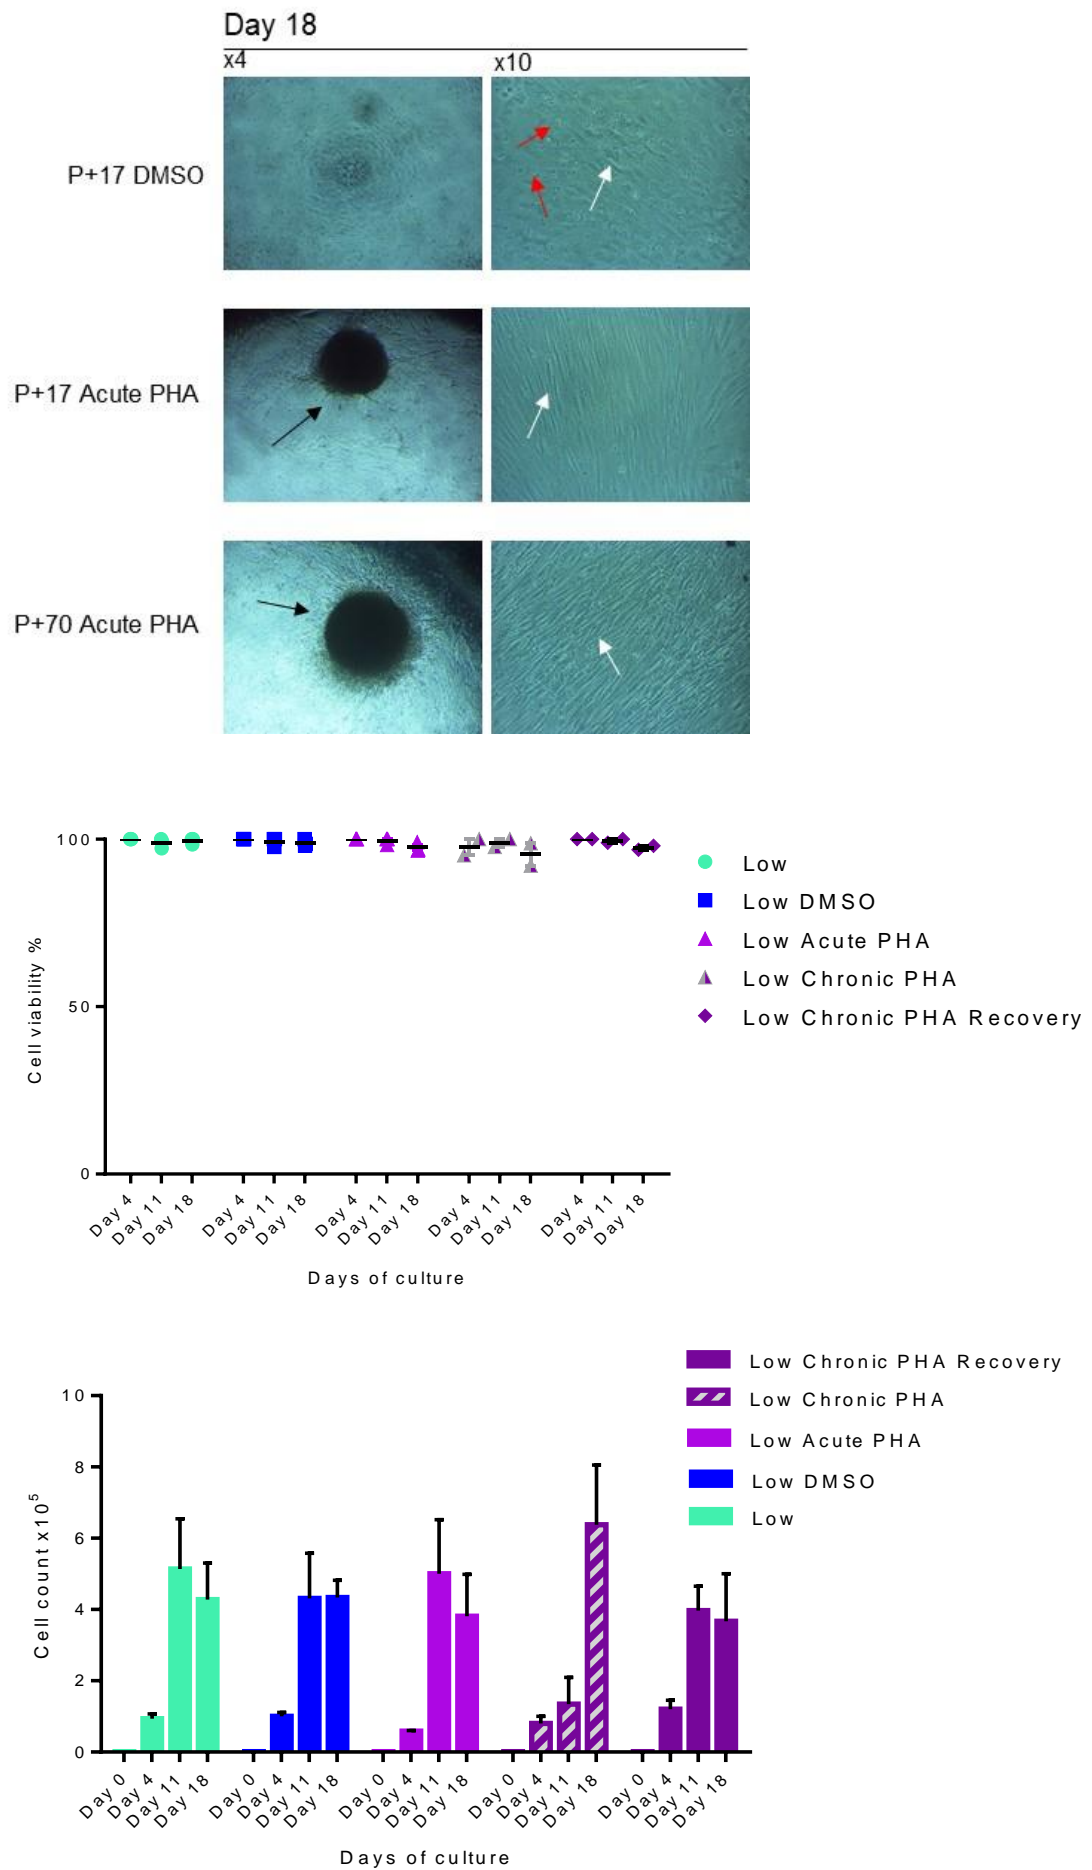 Day 18
x4 x10
P+17 DMSO
P+17 Acute PHA
P+70 Acute PHA
100
50
0
Cell viability %
Day 4 Day 11 Day 18 Day 4 Day 11 Day 18 Day 4 Day 11 Day 18 Day 4 Day 11 Day 18 Day 4 Day 11 Day 18
Days of culture
Low
Low DMSO
Low Acute PHA
Low Chronic PHA
Low Chronic PHA Recovery
Low Chronic PHA Recovery
Low Chronic PHA
Low Acute PHA
Low DMSO
Low
10
8
6
4
2
0
Cell count x10⁵
Day 0 Day 4 Day 11 Day 18 Day 0 Day 4 Day 11 Day 18 Day 0 Day 4 Day 11 Day 18 Day 0 Day 4 Day 11 Day 18 Day 0 Day 4 Day 11 Day 18
Days of culture